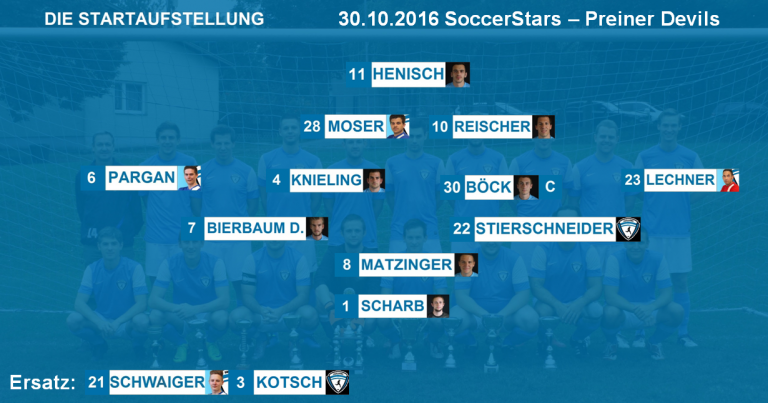 DIE STARTAUFSTELLUNG 30.10.2016 SoccerStars – Preiner Devils
11 HENISCH
28 MOSER 10 REISCHER
6 PARGAN 4 KNIELING 30 BÖCK C 23 LECHNER
7 BIERBAUM D. 22 STIERSCHNEIDER
8 MATZINGER
1 SCHARB
Ersatz: 21 SCHWAIGER 3 KOTSCH